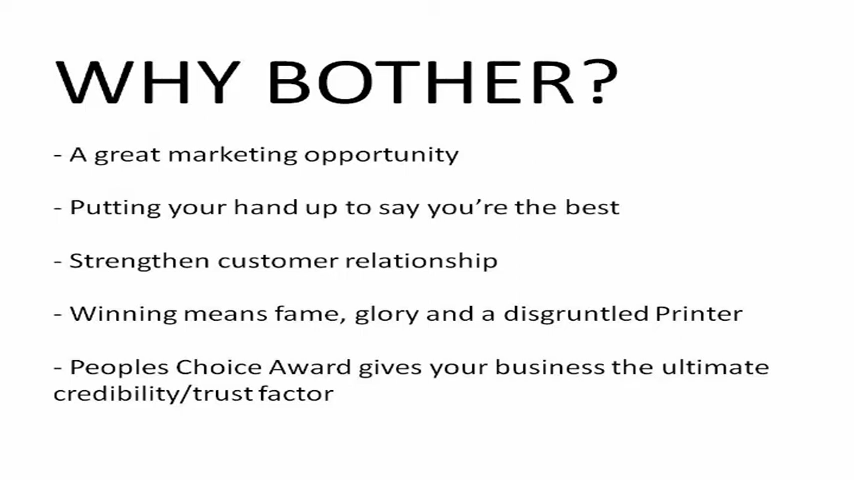 WHY BOTHER?
- A great marketing opportunity
- Putting your hand up to say you’re the best
- Strengthen customer relationship
- Winning means fame, glory and a disgruntled Printer
- Peoples Choice Award gives your business the ultimate
credibility/trust factor